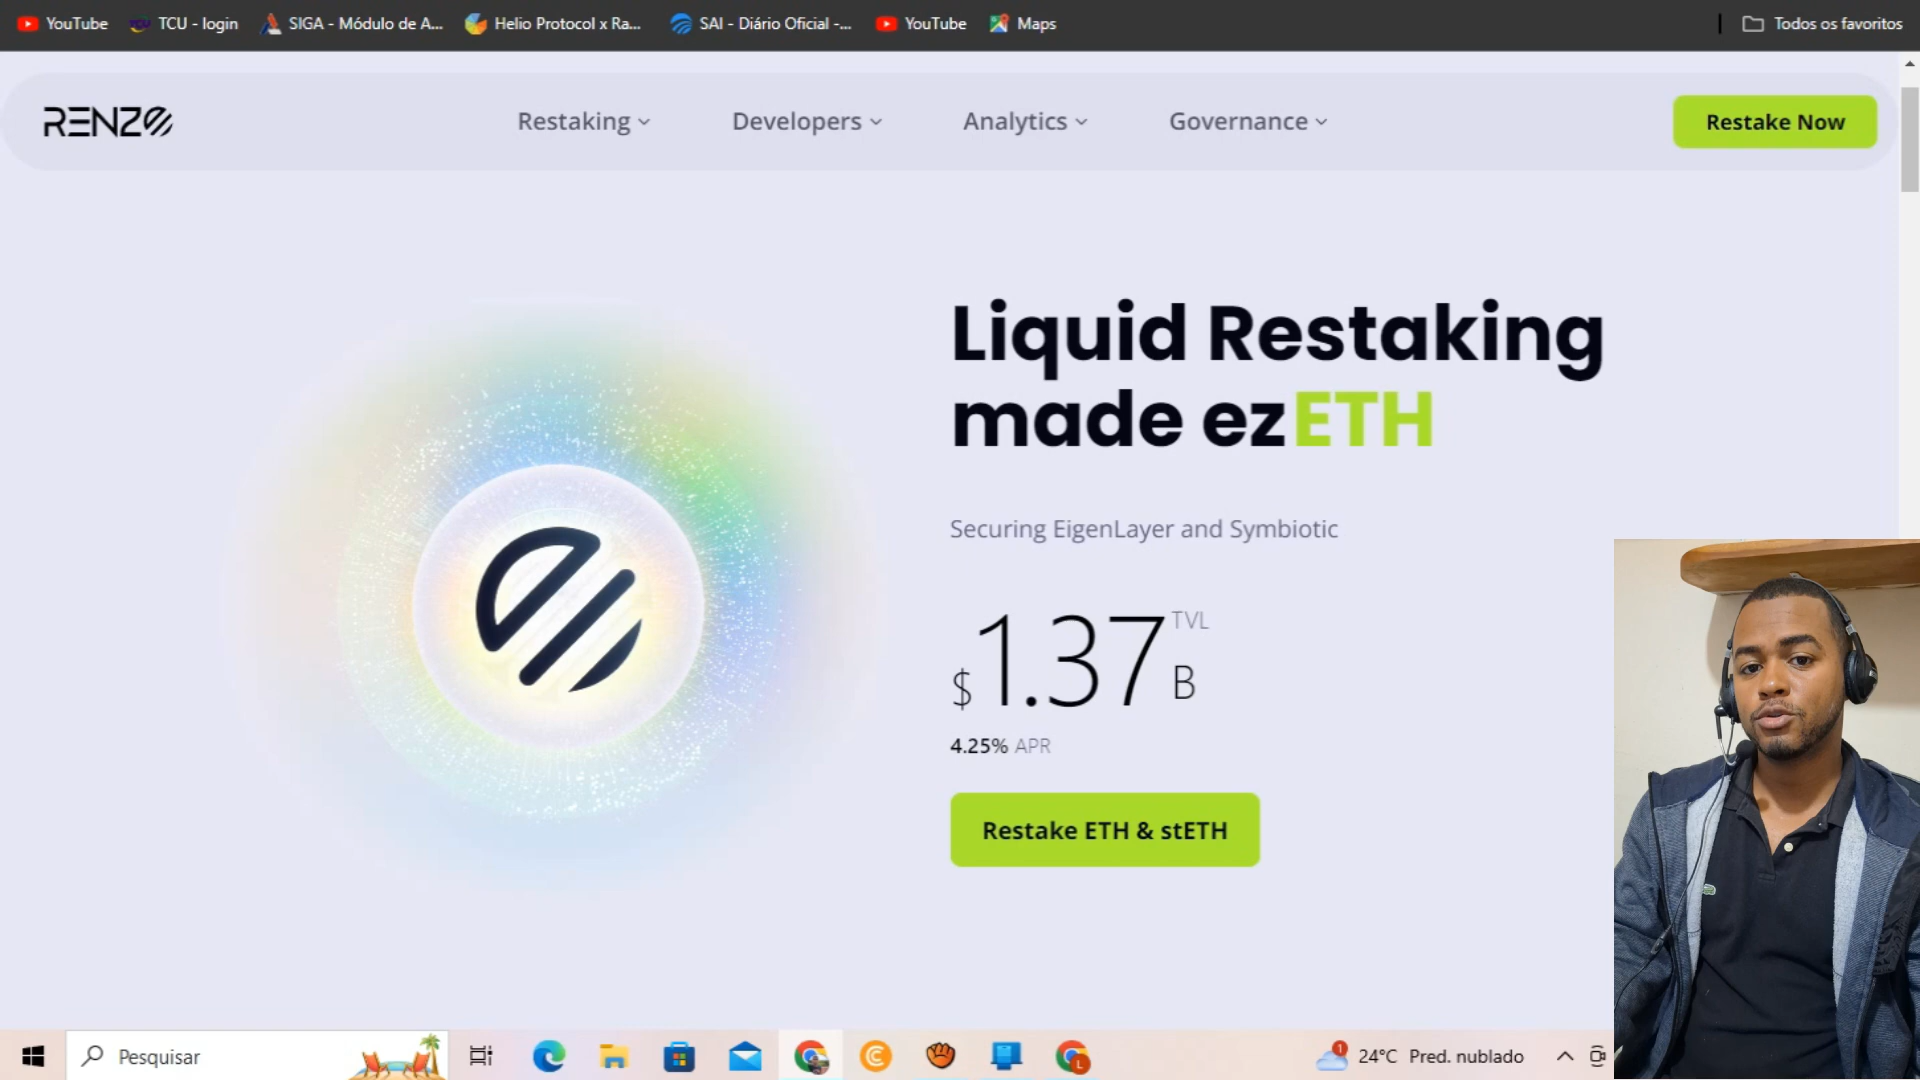 YouTube
TCU - login
SIGA - Módulo de A...
Helio Protocol x Ra...
SAI - Diário Oficial -...
YouTube
Maps
Todos os favoritos
RENZO
Restaking
Developers
Analytics
Governance
Restake Now
Liquid Restaking
made ezETH
Securing EigenLayer and Symbiotic
$1.37 B TVL
4.25% APR
Restake ETH & stETH
Pesquisar
1
24°C Pred. nublado
L